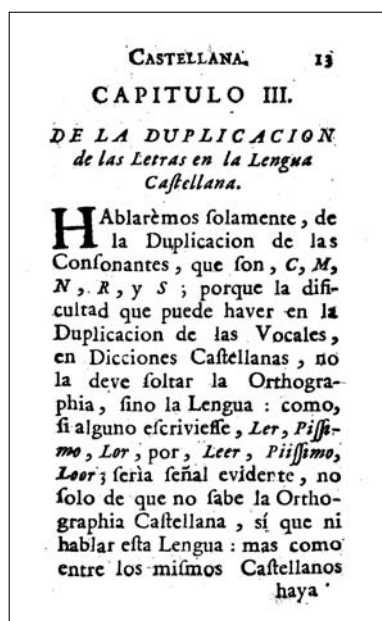 CASTELLANA. 13
CAPITULO III.
DE LA DUPLICACION
de las Letras en la Lengua
Caſtellana.
HAblarèmos ſolamente, de
la Duplicacion de las
Conſonantes, que ſon, C, M,
N, R, y S; porque la difi-
cultad que puede haver en la
Duplicacion de las Vocales,
en Dicciones Caſtellanas, no
la deve ſoltar la Orthogra-
phia, ſino la Lengua: como,
ſi alguno eſcrivieſſe, Ler, Piſſi-
mo, Lor, por, Leer, Piiſſimo,
Loor; ſeria ſeñal evidente, no
ſolo de que no ſabe la Ortho-
graphia Caſtellana, sí que ni
hablar eſta Lengua: mas como
entre los miſmos Caſtellanos
haya